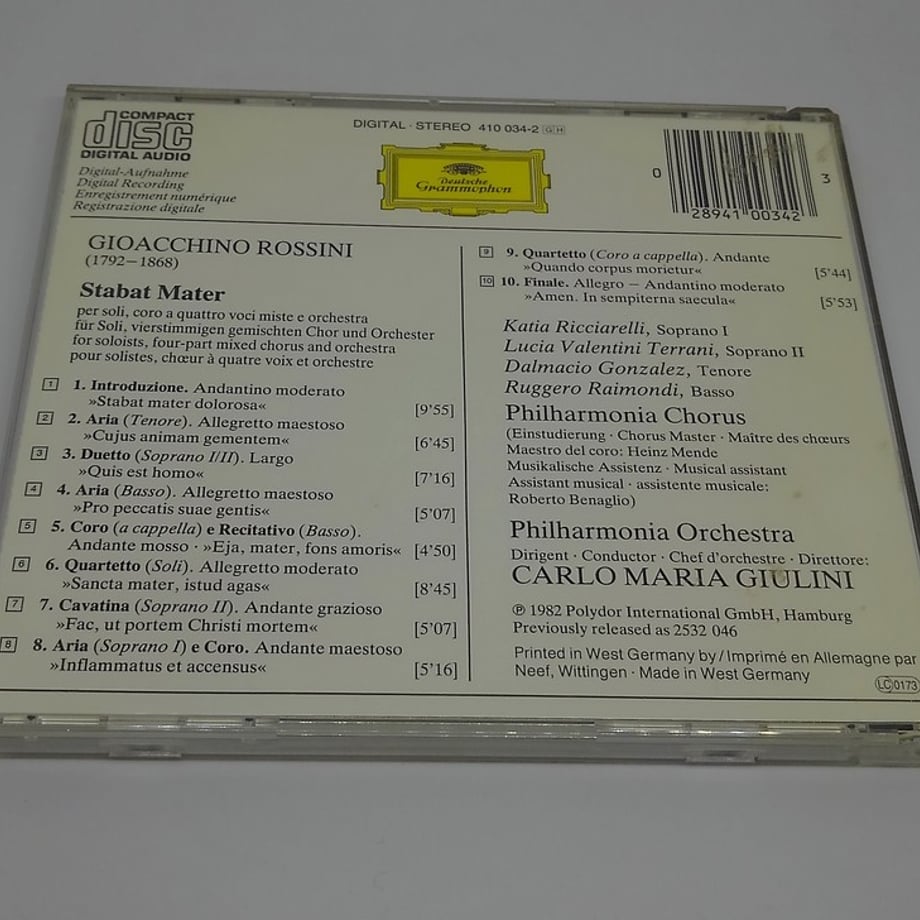 COMPACT
disc
DIGITAL AUDIO
Digital-Aufnahme
Digital Recording
Enregistrement numérique
Registrazione digitale
DIGITAL · STEREO 410 034-2 GH
Deutsche
Grammophon
0 28941 00342 3
GIOACCHINO ROSSINI
(1792–1868)
Stabat Mater
per soli, coro a quattro voci miste e orchestra
für Soli, vierstimmigen gemischten Chor und Orchester
for soloists, four-part mixed chorus and orchestra
pour solistes, chœur à quatre voix et orchestre
1 1. Introduzione. Andantino moderato
»Stabat mater dolorosa« [9'55]
2 2. Aria (Tenore). Allegretto maestoso
»Cujus animam gementem« [6'45]
3 3. Duetto (Soprano I/II). Largo
»Quis est homo« [7'16]
4 4. Aria (Basso). Allegretto maestoso
»Pro peccatis suae gentis« [5'07]
5 5. Coro (a cappella) e Recitativo (Basso).
Andante mosso · »Eja, mater, fons amoris« [4'50]
6 6. Quartetto (Soli). Allegretto moderato
»Sancta mater, istud agas« [8'45]
7 7. Cavatina (Soprano II). Andante grazioso
»Fac, ut portem Christi mortem« [5'07]
8 8. Aria (Soprano I) e Coro. Andante maestoso
»Inflammatus et accensus« [5'16]
9 9. Quartetto (Coro a cappella). Andante
»Quando corpus morietur« [5'44]
10 10. Finale. Allegro – Andantino moderato
»Amen. In sempiterna saecula« [5'53]
Katia Ricciarelli, Soprano I
Lucia Valentini Terrani, Soprano II
Dalmacio Gonzalez, Tenore
Ruggero Raimondi, Basso
Philharmonia Chorus
(Einstudierung · Chorus Master · Maître des chœurs
Maestro del coro: Heinz Mende
Musikalische Assistenz · Musical assistant
Assistant musical · assistente musicale:
Roberto Benaglio)
Philharmonia Orchestra
Dirigent · Conductor · Chef d'orchestre · Direttore:
CARLO MARIA GIULINI
℗ 1982 Polydor International GmbH, Hamburg
Previously released as 2532 046
Printed in West Germany by / Imprimé en Allemagne par
Neef, Wittingen · Made in West Germany
LC 0173